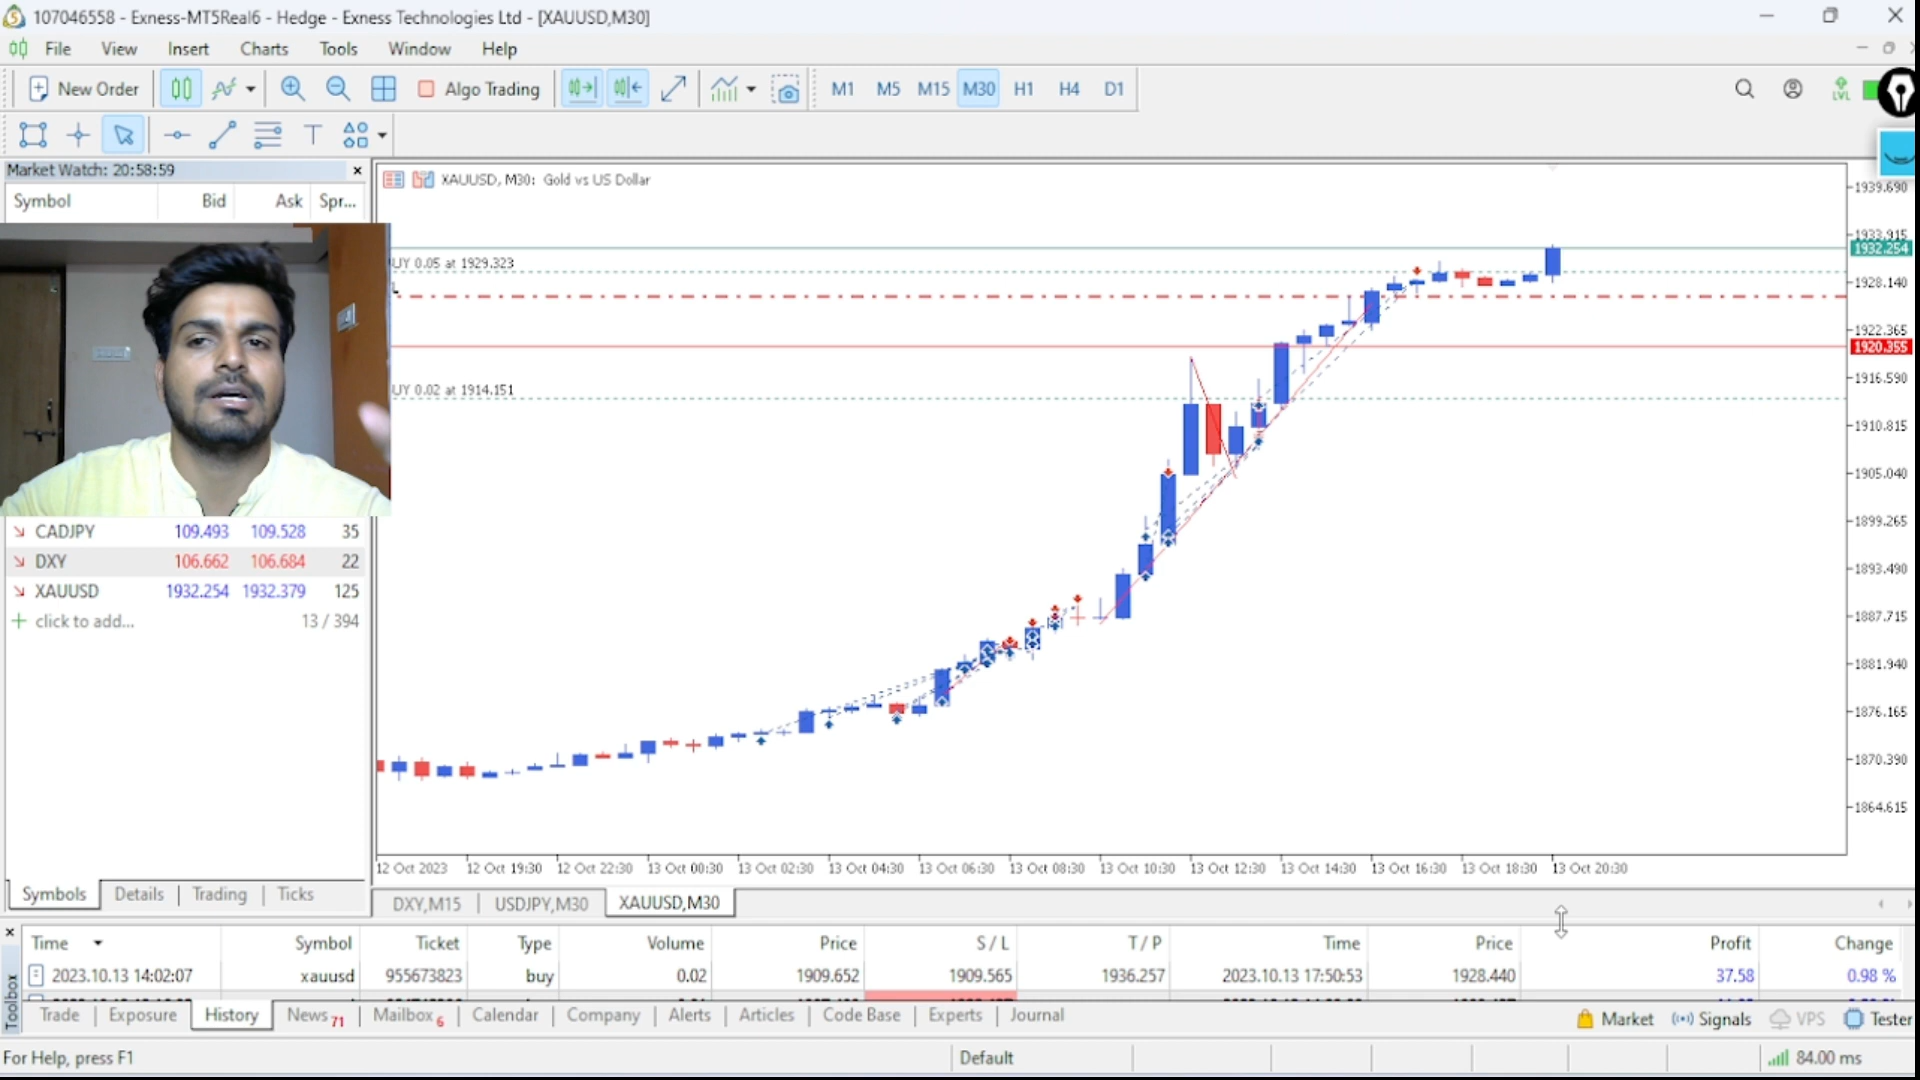 107046558 - Exness-MT5Real6 - Hedge - Exness Technologies Ltd - [XAUUSD,M30]
File View Insert Charts Tools Window Help
New Order Algo Trading M1 M5 M15 M30 H1 H4 D1
LVL
T
Market Watch: 20:58:59
Symbol Bid Ask Spr...
CADJPY 109.493 109.528 35
DXY 106.662 106.684 22
XAUUSD 1932.254 1932.379 125
+ click to add... 13 / 394
Symbols Details Trading Ticks
XAUUSD, M30: Gold vs US Dollar
UY 0.05 at 1929.323
UY 0.02 at 1914.151
1939.690
1933.915
1932.254
1928.140
1922.365
1920.355
1916.590
1910.815
1905.040
1899.265
1893.490
1887.715
1881.940
1876.165
1870.390
1864.615
12 Oct 2023 12 Oct 19:30 12 Oct 22:30 13 Oct 00:30 13 Oct 02:30 13 Oct 04:30 13 Oct 06:30 13 Oct 08:30 13 Oct 10:30 13 Oct 12:30 13 Oct 14:30 13 Oct 16:30 13 Oct 18:30 13 Oct 20:30
DXY,M15 USDJPY,M30 XAUUSD,M30
Toolbox
Time Symbol Ticket Type Volume Price S / L T / P Time Price Profit Change
2023.10.13 14:02:07 xauusd 955673823 buy 0.02 1909.652 1909.565 1936.257 2023.10.13 17:50:53 1928.440 37.58 0.98 %
Trade Exposure History News 71 Mailbox 6 Calendar Company Alerts Articles Code Base Experts Journal Market Signals VPS Tester
For Help, press F1 Default 84.00 ms